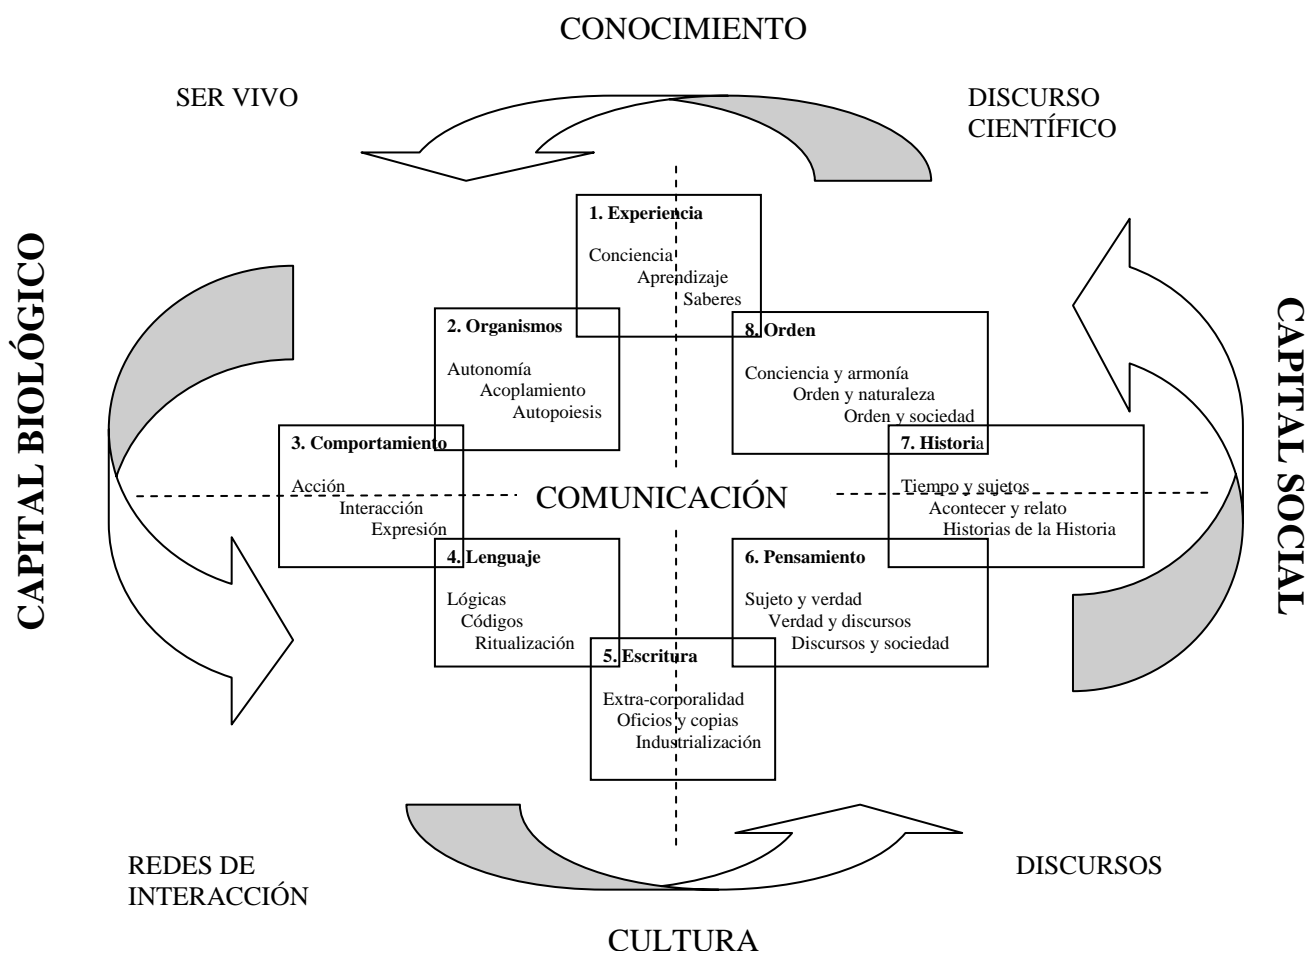 CONOCIMIENTO
SER VIVO
DISCURSO
CIENTÍFICO
CAPITAL BIOLÓGICO
CAPITAL SOCIAL
1. Experiencia
Conciencia
Aprendizaje
Saberes
2. Organismos
Autonomía
Acoplamiento
Autopoiesis
8. Orden
Conciencia y armonía
Orden y naturaleza
Orden y sociedad
3. Comportamiento
Acción
Interacción
Expresión
COMUNICACIÓN
7. Historia
Tiempo y sujetos
Acontecer y relato
Historias de la Historia
4. Lenguaje
Lógicas
Códigos
Ritualización
6. Pensamiento
Sujeto y verdad
Verdad y discursos
Discursos y sociedad
5. Escritura
Extra-corporalidad
Oficios y copias
Industrialización
REDES DE
INTERACCIÓN
DISCURSOS
CULTURA